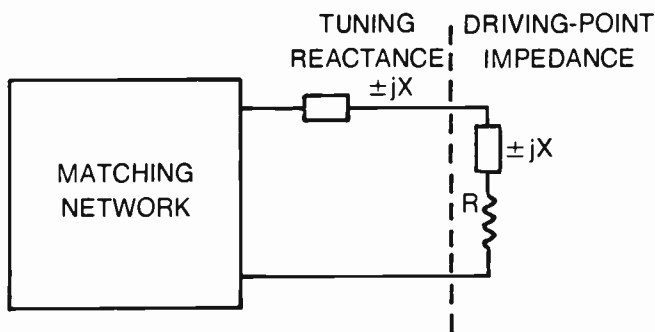 TUNING
REACTANCE
±jX
DRIVING-POINT
IMPEDANCE
MATCHING
NETWORK
±jX
R